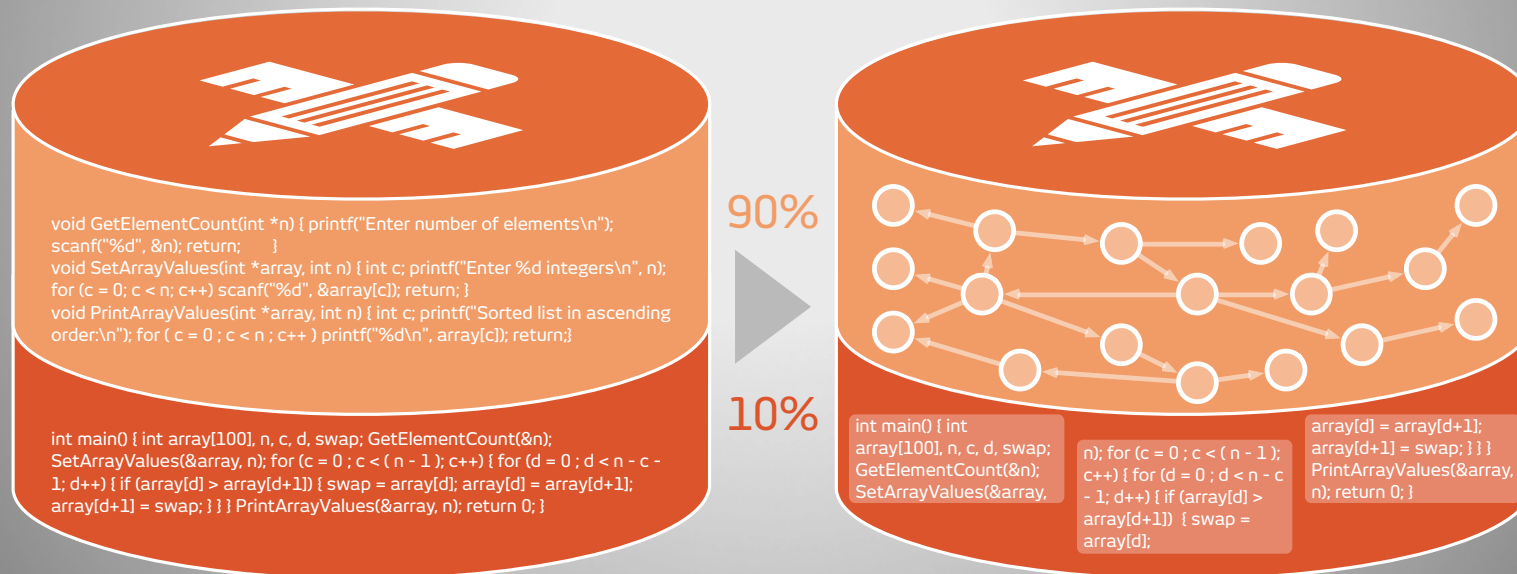 void GetElementCount(int *n) { printf("Enter number of elements\n");
scanf("%d", &n); return;      }
void SetArrayValues(int *array, int n) { int c; printf("Enter %d integers\n", n);
for (c = 0; c < n; c++) scanf("%d", &array[c]); return; }
void PrintArrayValues(int *array, int n) { int c; printf("Sorted list in ascending
order:\n"); for ( c = 0 ; c < n ; c++ ) printf("%d\n", array[c]); return;}
int main() { int array[100], n, c, d, swap; GetElementCount(&n);
SetArrayValues(&array, n); for (c = 0 ; c < ( n - 1 ); c++) { for (d = 0 ; d < n - c -
1; d++) { if (array[d] > array[d+1]) { swap = array[d]; array[d] = array[d+1];
array[d+1] = swap; } } } PrintArrayValues(&array, n); return 0; }
90%
10%
int main() { int
array[100], n, c, d, swap;
GetElementCount(&n);
SetArrayValues(&array,
n); for (c = 0 ; c < ( n - 1 );
c++) { for (d = 0 ; d < n - c
- 1; d++) { if (array[d] >
array[d+1])  { swap =
array[d];
array[d] = array[d+1];
array[d+1] = swap; } } }
PrintArrayValues(&array,
n); return 0; }